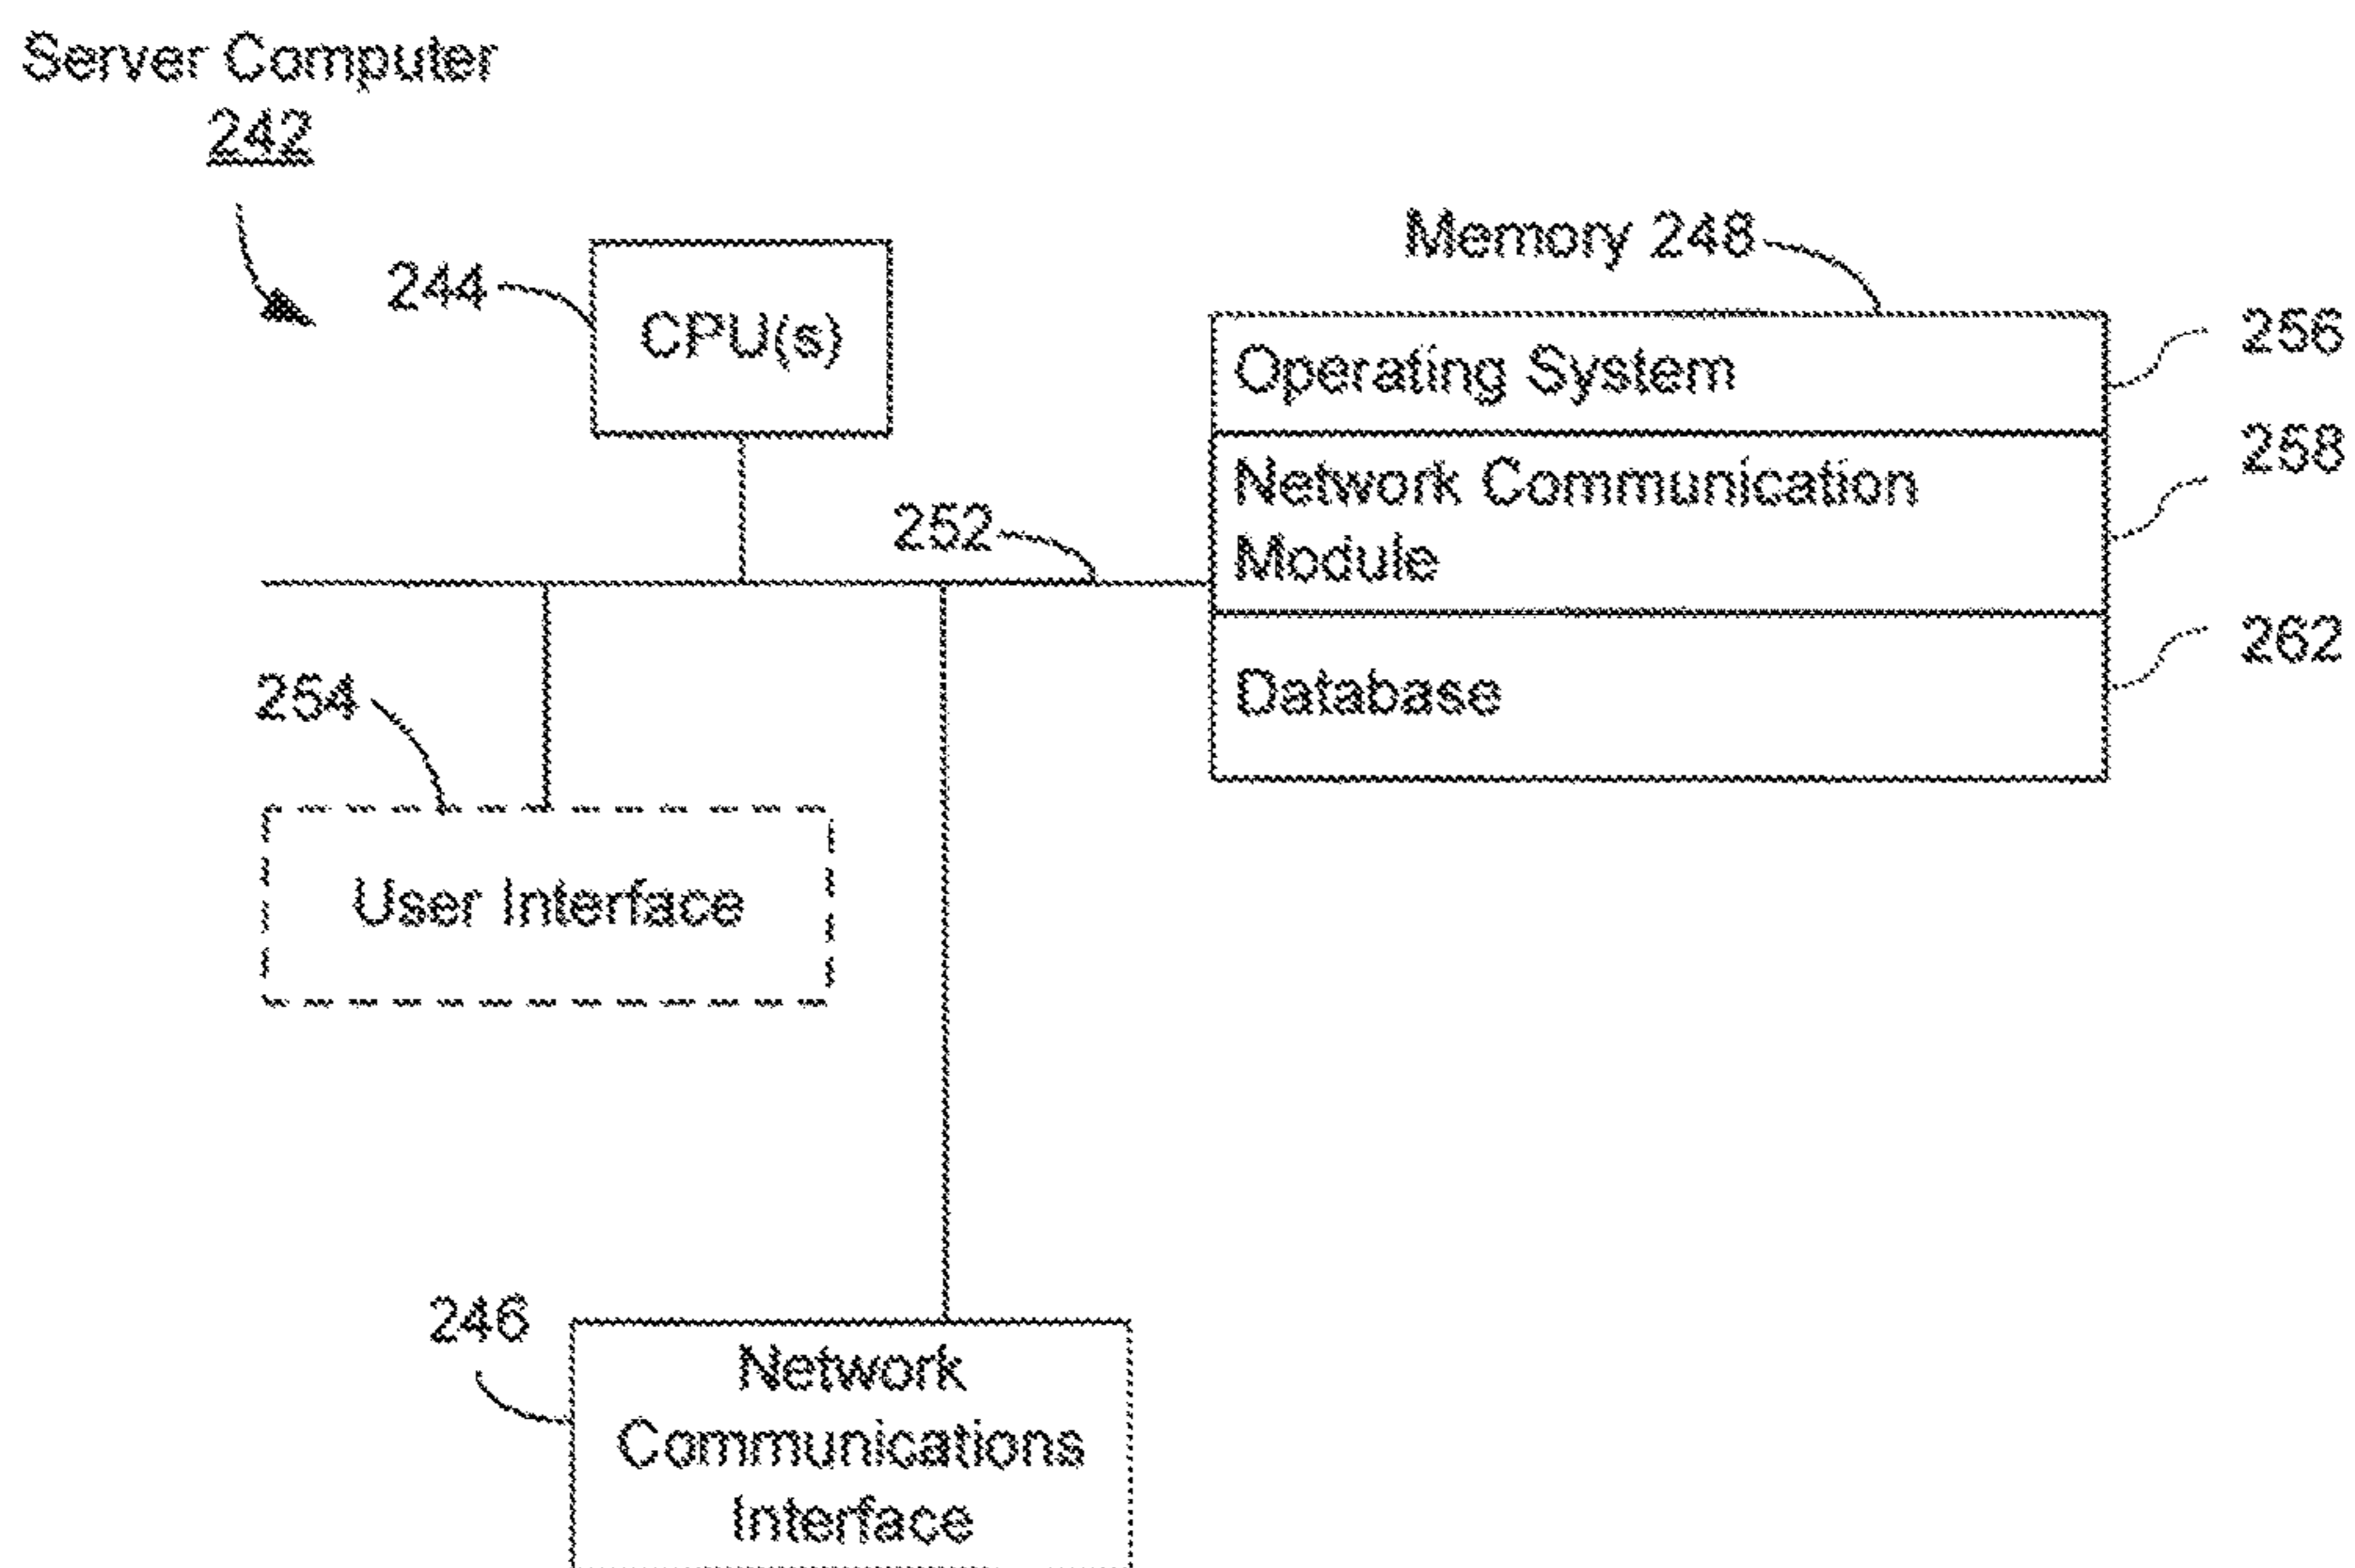 Server Computer
242
244
CPU(s)
Memory 248
Operating System
256
Network Communication
Module
258
Database
262
252
254
User Interface
246
Network
Communications
Interface